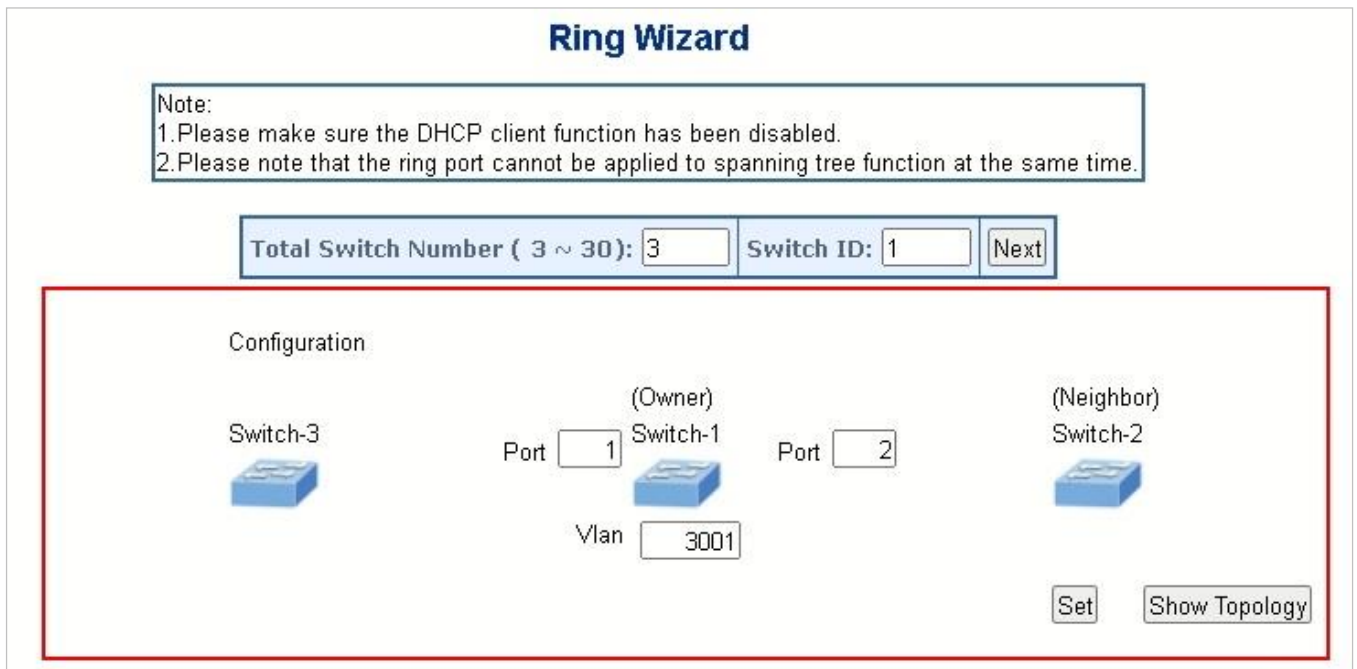 Ring Wizard
Note:
1.Please make sure the DHCP client function has been disabled.
2.Please note that the ring port cannot be applied to spanning tree function at the same time.
Total Switch Number ( 3 ~ 30): 3 Switch ID: 1 Next
Configuration
(Owner) (Neighbor)
Switch-3 Port 1 Switch-1 Port 2 Switch-2
Vlan 3001
Set Show Topology